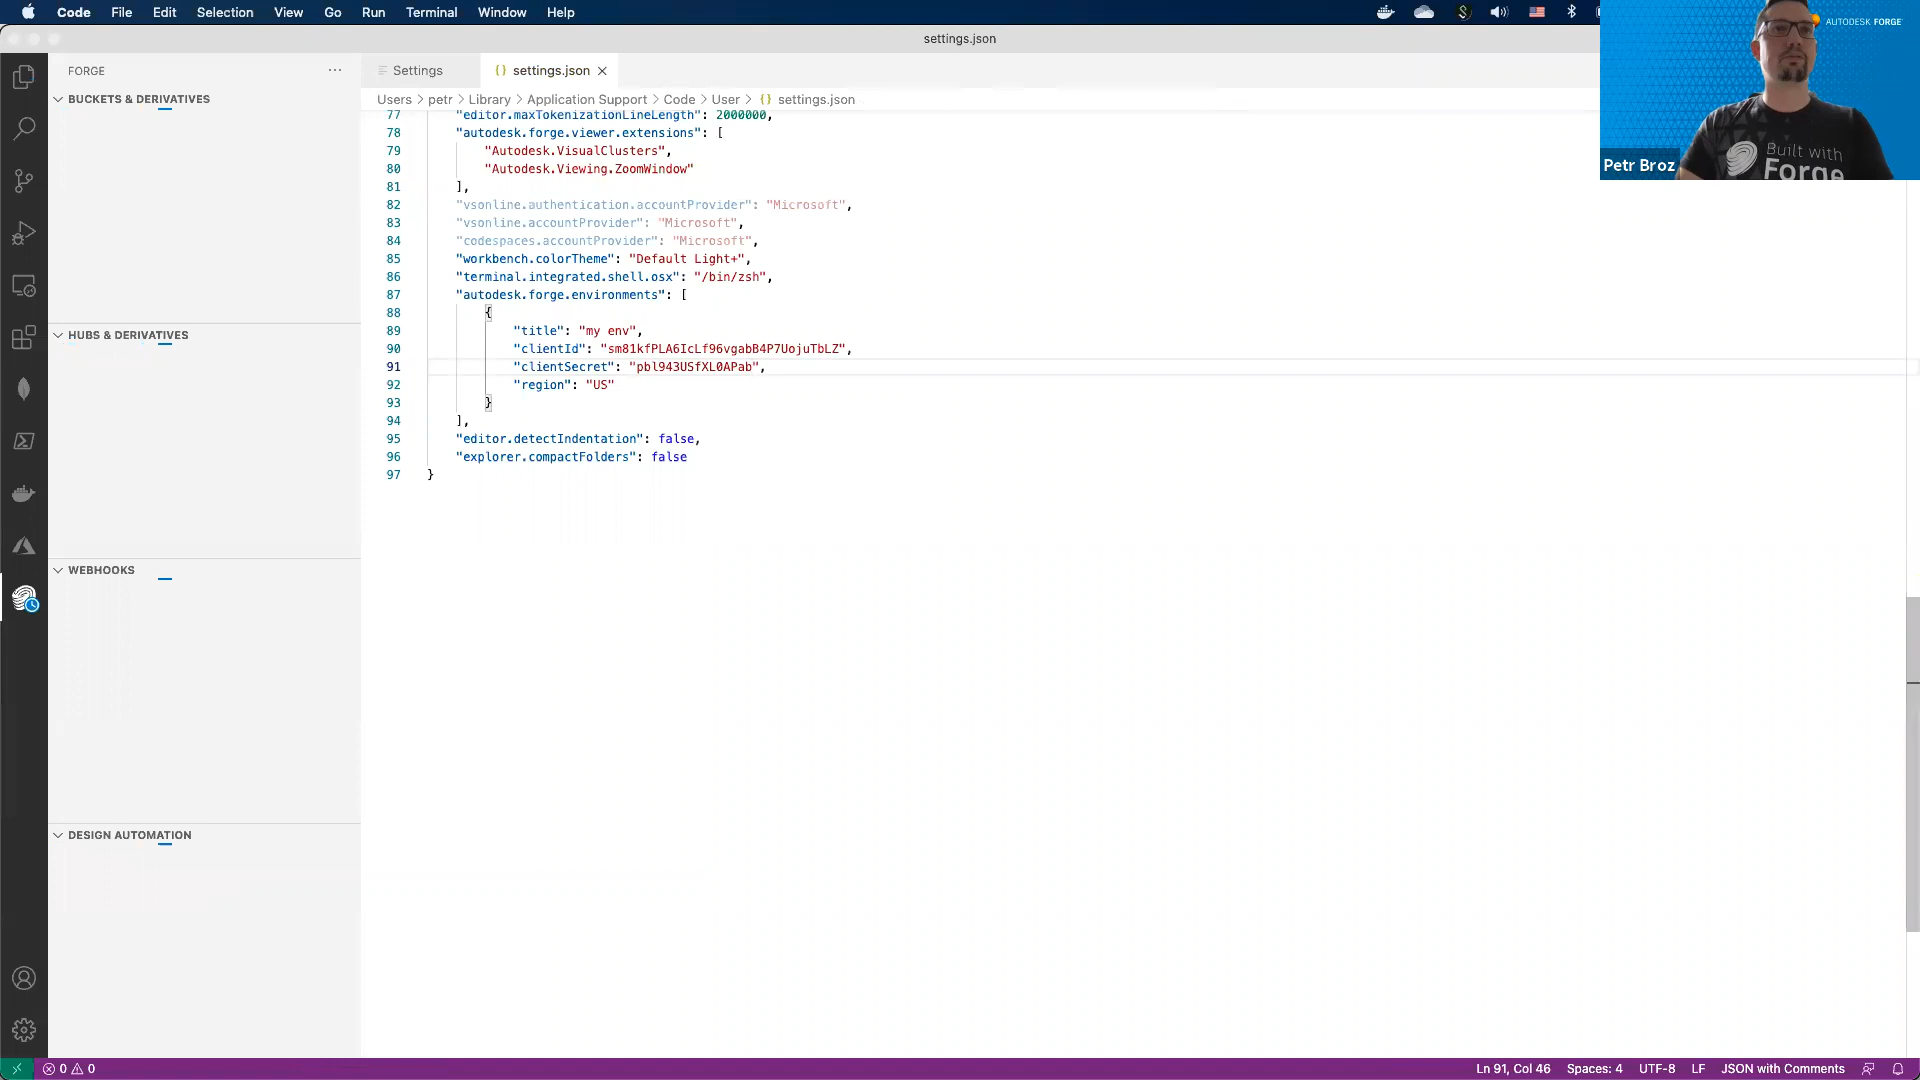 Code File Edit Selection View Go Run Terminal Window Help
settings.json
AUTODESK FORGE
Built with
Forge
Petr Broz
FORGE
BUCKETS & DERIVATIVES
HUBS & DERIVATIVES
WEBHOOKS
DESIGN AUTOMATION
Settings
{} settings.json
Users > petr > Library > Application Support > Code > User > {} settings.json
77 "editor.maxTokenizationLineLength": 2000000,
78 "autodesk.forge.viewer.extensions": [
79 "Autodesk.VisualClusters",
80 "Autodesk.Viewing.ZoomWindow"
81 ],
82 "vsonline.authentication.accountProvider": "Microsoft",
83 "vsonline.accountProvider": "Microsoft",
84 "codespaces.accountProvider": "Microsoft",
85 "workbench.colorTheme": "Default Light+",
86 "terminal.integrated.shell.osx": "/bin/zsh",
87 "autodesk.forge.environments": [
88 {
89 "title": "my env",
90 "clientId": "sm81kfPLA6IcLf96vgabB4P7UojuTbLZ",
91 "clientSecret": "pbl943USfXL0APab",
92 "region": "US"
93 }
94 ],
95 "editor.detectIndentation": false,
96 "explorer.compactFolders": false
97 }
0 0
Ln 91, Col 46 Spaces: 4 UTF-8 LF JSON with Comments